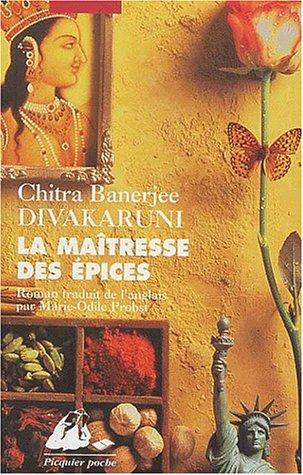 Chitra Banerjee
DIVAKARUNI
LA MAÎTRESSE
DES ÉPICES
Roman traduit de l'anglais
par Marie-Odile Probst
Picquier poche